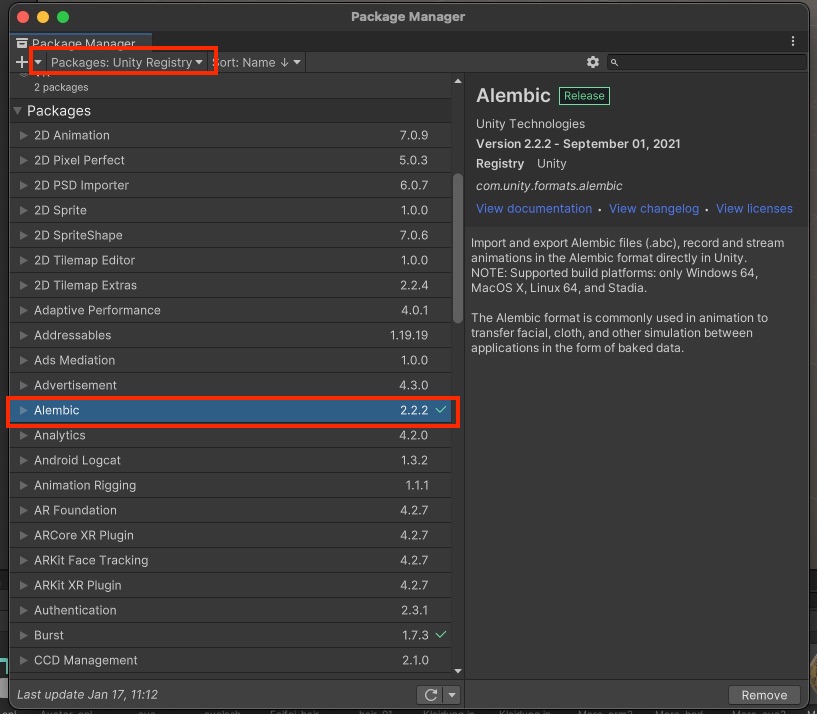 Package Manager
Package Manager
Packages: Unity Registry
Sort: Name ↓
2 packages
Packages
2D Animation 7.0.9
2D Pixel Perfect 5.0.3
2D PSD Importer 6.0.7
2D Sprite 1.0.0
2D SpriteShape 7.0.6
2D Tilemap Editor 1.0.0
2D Tilemap Extras 2.2.4
Adaptive Performance 4.0.1
Addressables 1.19.19
Ads Mediation 1.0.0
Advertisement 4.3.0
Alembic 2.2.2
Analytics 4.2.0
Android Logcat 1.3.2
Animation Rigging 1.1.1
AR Foundation 4.2.7
ARCore XR Plugin 4.2.7
ARKit Face Tracking 4.2.7
ARKit XR Plugin 4.2.7
Authentication 2.3.1
Burst 1.7.3
CCD Management 2.1.0
Last update Jan 17, 11:12
Alembic Release
Unity Technologies
Version 2.2.2 - September 01, 2021
Registry Unity
com.unity.formats.alembic
View documentation • View changelog • View licenses
Import and export Alembic files (.abc), record and stream
animations in the Alembic format directly in Unity.
NOTE: Supported build platforms: only Windows 64,
MacOS X, Linux 64, and Stadia.
The Alembic format is commonly used in animation to
transfer facial, cloth, and other simulation between
applications in the form of baked data.
Remove